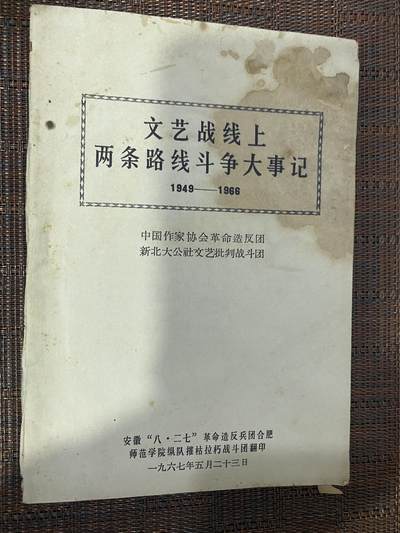 文艺战线上
两条路线斗争大事记
1949——1966
中国作家协会革命造反团
新北大公社文艺批判战斗团
安徽“八·二七”革命造反兵团合肥
师范学院纵队摧枯拉朽战斗团翻印
一九六七年五月二十三日